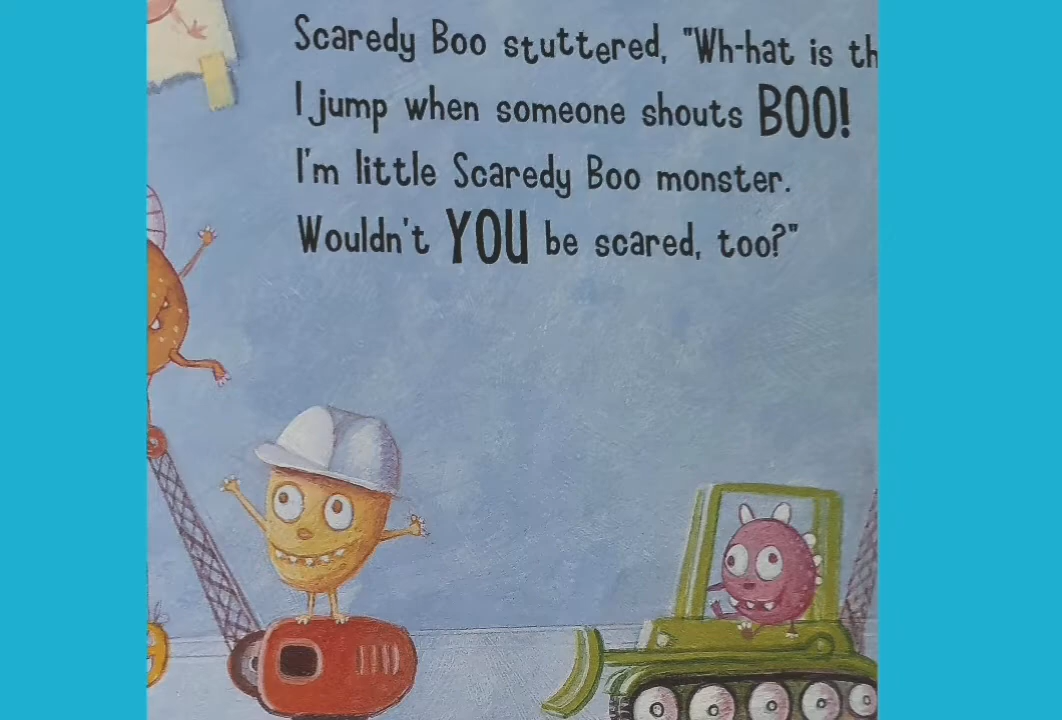 Scaredy Boo stuttered, "Wh-hat is
I jump when someone shouts BOO!
I'm little Scaredy Boo monster.
Wouldn't YOU be scared, too?"